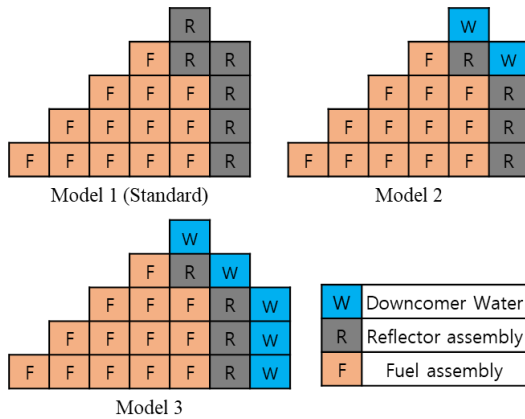 R
F R R
F F F R
F F F F R
F F F F F R
Model 1 (Standard)
W
F R W
F F F R
F F F F R
F F F F F R
Model 2
W
F R W
F F F R W
F F F F R W
F F F F F R W
Model 3
W Downcomer Water
R Reflector assembly
F Fuel assembly